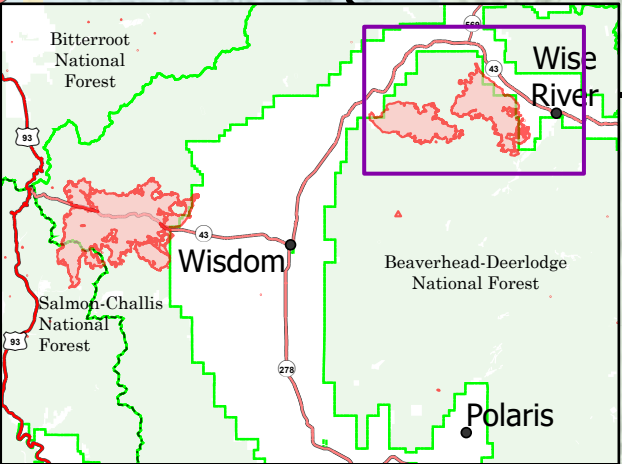 Bitterroot
National
Forest
569
43
Wise
River
93
43
Wisdom
Beaverhead-Deerlodge
National Forest
Salmon-Challis
National
Forest
93
278
Polaris